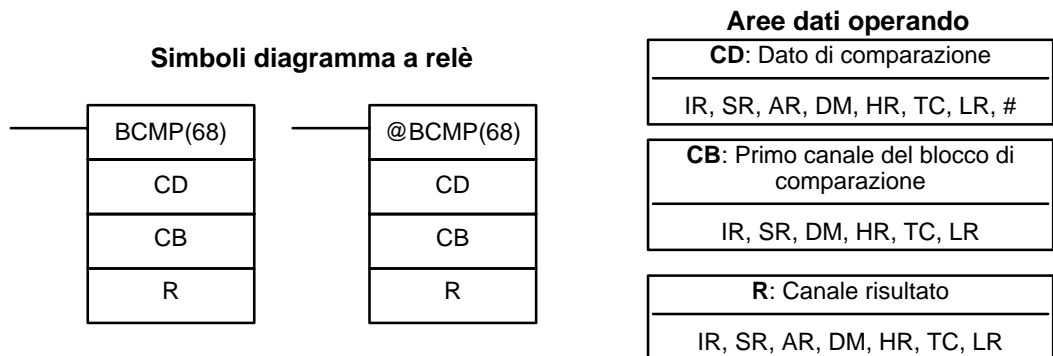 Simboli diagramma a relè
BCMP(68)
CD
CB
R
@BCMP(68)
CD
CB
R
Aree dati operando
CD: Dato di comparazione
IR, SR, AR, DM, HR, TC, LR, #
CB: Primo canale del blocco di
comparazione
IR, SR, DM, HR, TC, LR
R: Canale risultato
IR, SR, AR, DM, HR, TC, LR